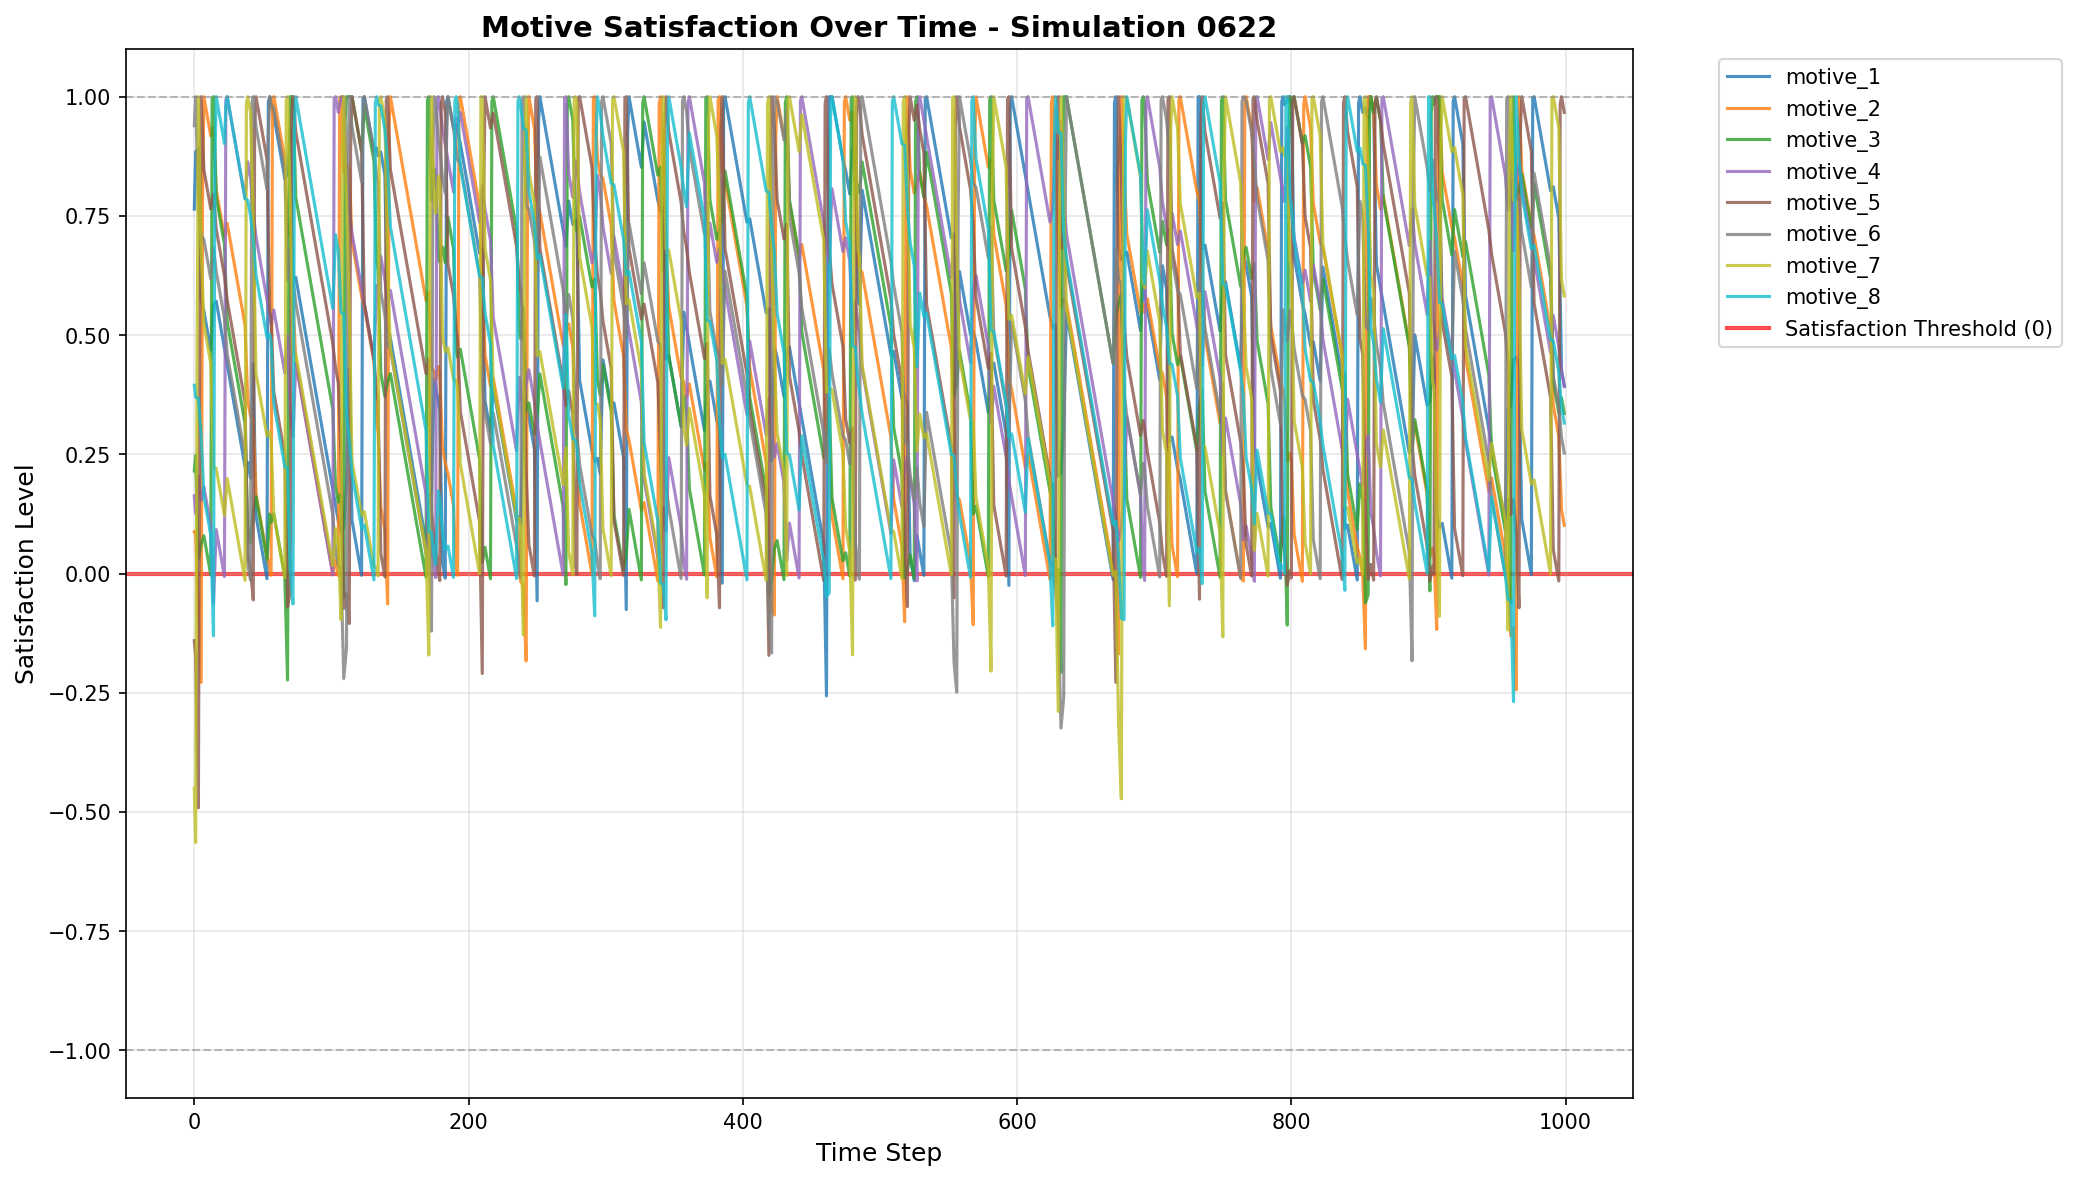 Motive Satisfaction Over Time - Simulation 0622
Satisfaction Level
1.00
0.75
0.50
0.25
0.00
−0.25
−0.50
−0.75
−1.00
0
200
400
600
800
1000
Time Step
motive_1
motive_2
motive_3
motive_4
motive_5
motive_6
motive_7
motive_8
Satisfaction Threshold (0)